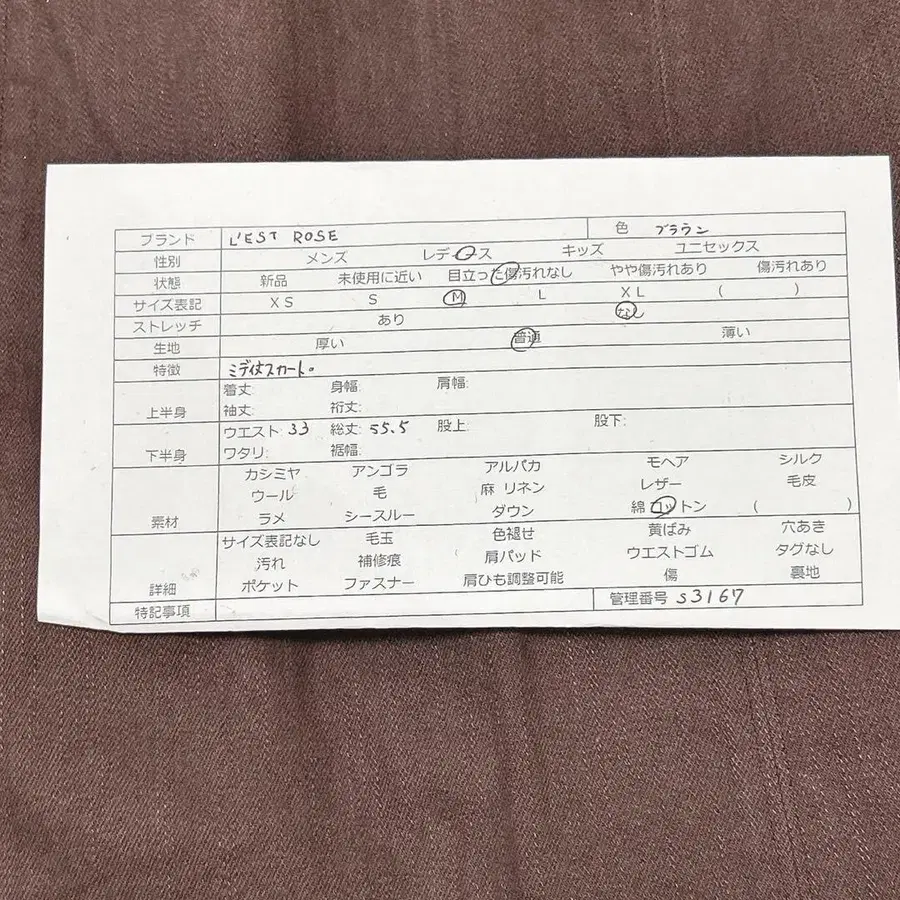 ブランド L'EST ROSE 色 ブラウン
性別 メンズ レディース キッズ ユニセックス
状態 新品 未使用に近い 目立った傷汚れなし やや傷汚れあり 傷汚れあり
サイズ表記 XS S M L XL ( )
ストレッチ あり なし
生地 厚い 普通 薄い
特徴 ミディ丈スカート。
上半身 着丈: 身幅: 肩幅:
袖丈: 裄丈:
下半身 ウエスト: 33 総丈: 55.5 股上: 股下:
ワタリ: 裾幅:
素材 カシミヤ アンゴラ アルパカ モヘア シルク
ウール 毛 麻 リネン レザー 毛皮
ラメ シースルー ダウン 綿 コットン ( )
詳細 サイズ表記なし 毛玉 色褪せ 黄ばみ 穴あき
汚れ 補修痕 肩パッド ウエストゴム タグなし
ポケット ファスナー 肩ひも調整可能 傷 裏地
特記事項 管理番号 S3167